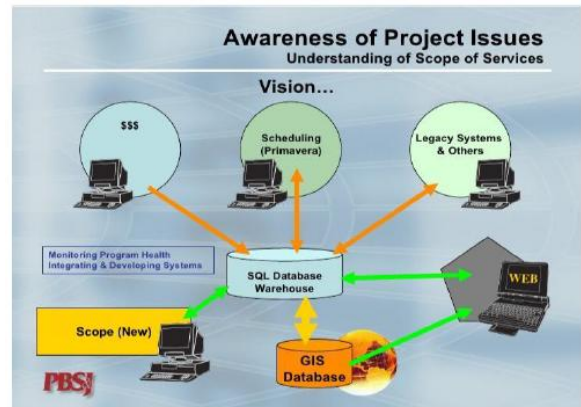 Awareness of Project Issues
Understanding of Scope of Services
Vision...
$$$
Scheduling
(Primavera)
Legacy Systems
& Others
Monitoring Program Health
Integrating & Developing Systems
SQL Database
Warehouse
WEB
Scope (New)
GIS
Database
PBSJ